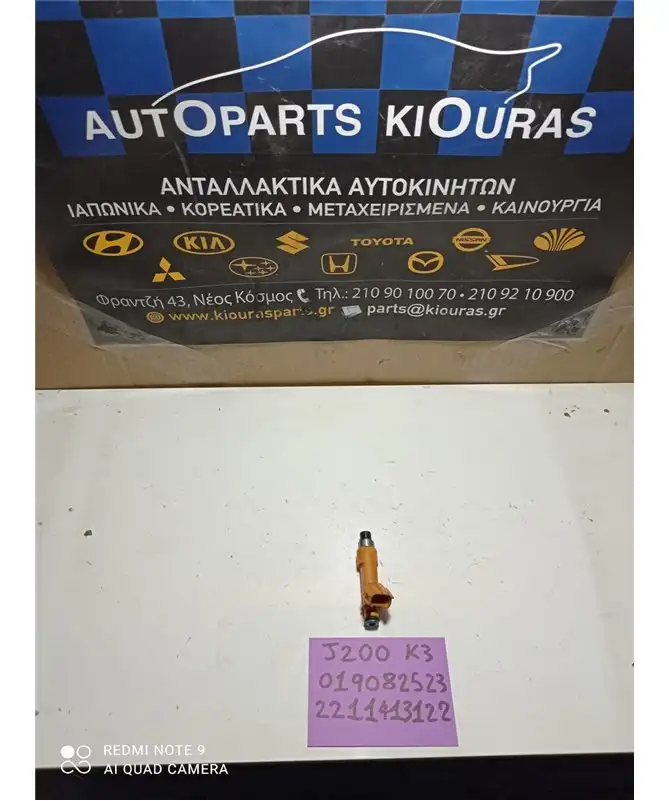 AUTOPARTS KIOURAS
ΑΝΤΑΛΛΑΚΤΙΚΑ ΑΥΤΟΚΙΝΗΤΩΝ
ΙΑΠΩΝΙΚΑ • ΚΟΡΕΑΤΙΚΑ • ΜΕΤΑΧΕΙΡΙΣΜΕΝΑ • ΚΑΙΝΟΥΡΓΙΑ
KIA TOYOTA NISSAN
Φραντζή 43, Νέος Κόσμος Τηλ.: 210 90 100 70 • 210 92 10 900
www.kiourasparts.gr parts@kiouras.gr
J200 K3
019082523
2211413122
REDMI NOTE 9
AI QUAD CAMERA